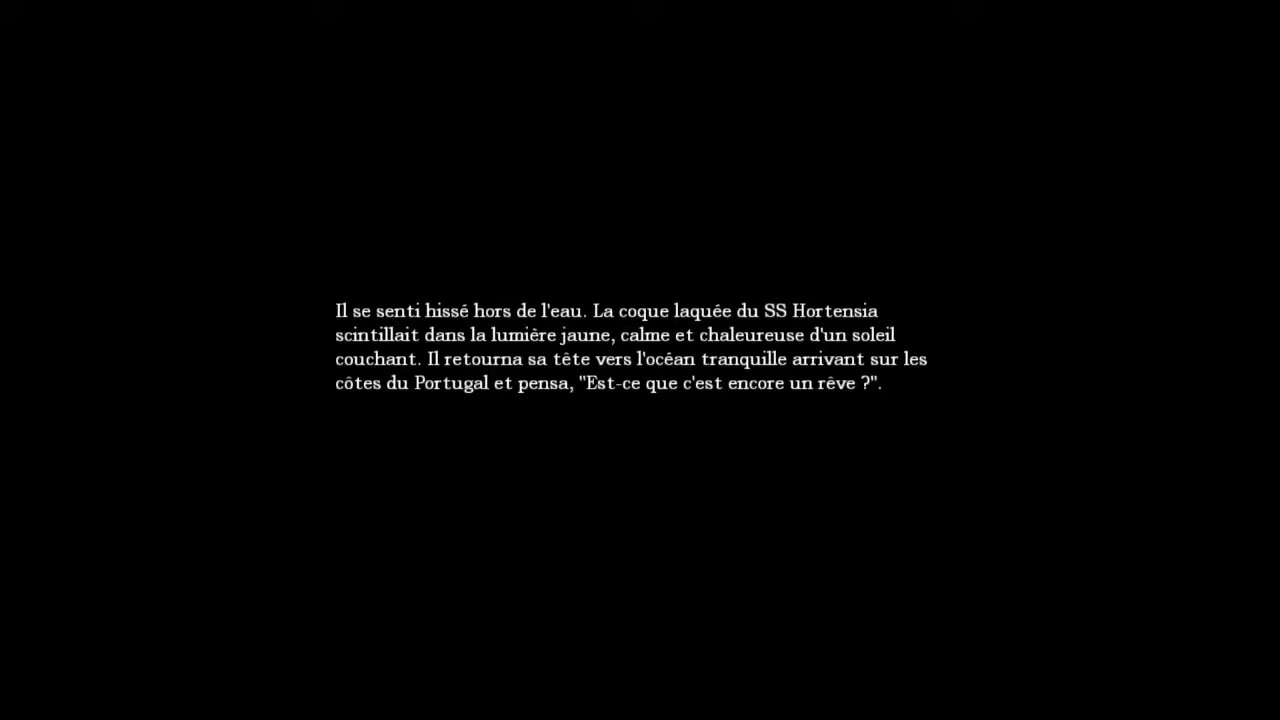 Il se senti hissé hors de l'eau. La coque laquée du SS Hortensia
scintillait dans la lumière jaune, calme et chaleureuse d'un soleil
couchant. Il retourna sa tête vers l'océan tranquille arrivant sur les
côtes du Portugal et pensa, "Est-ce que c'est encore un rêve ?".